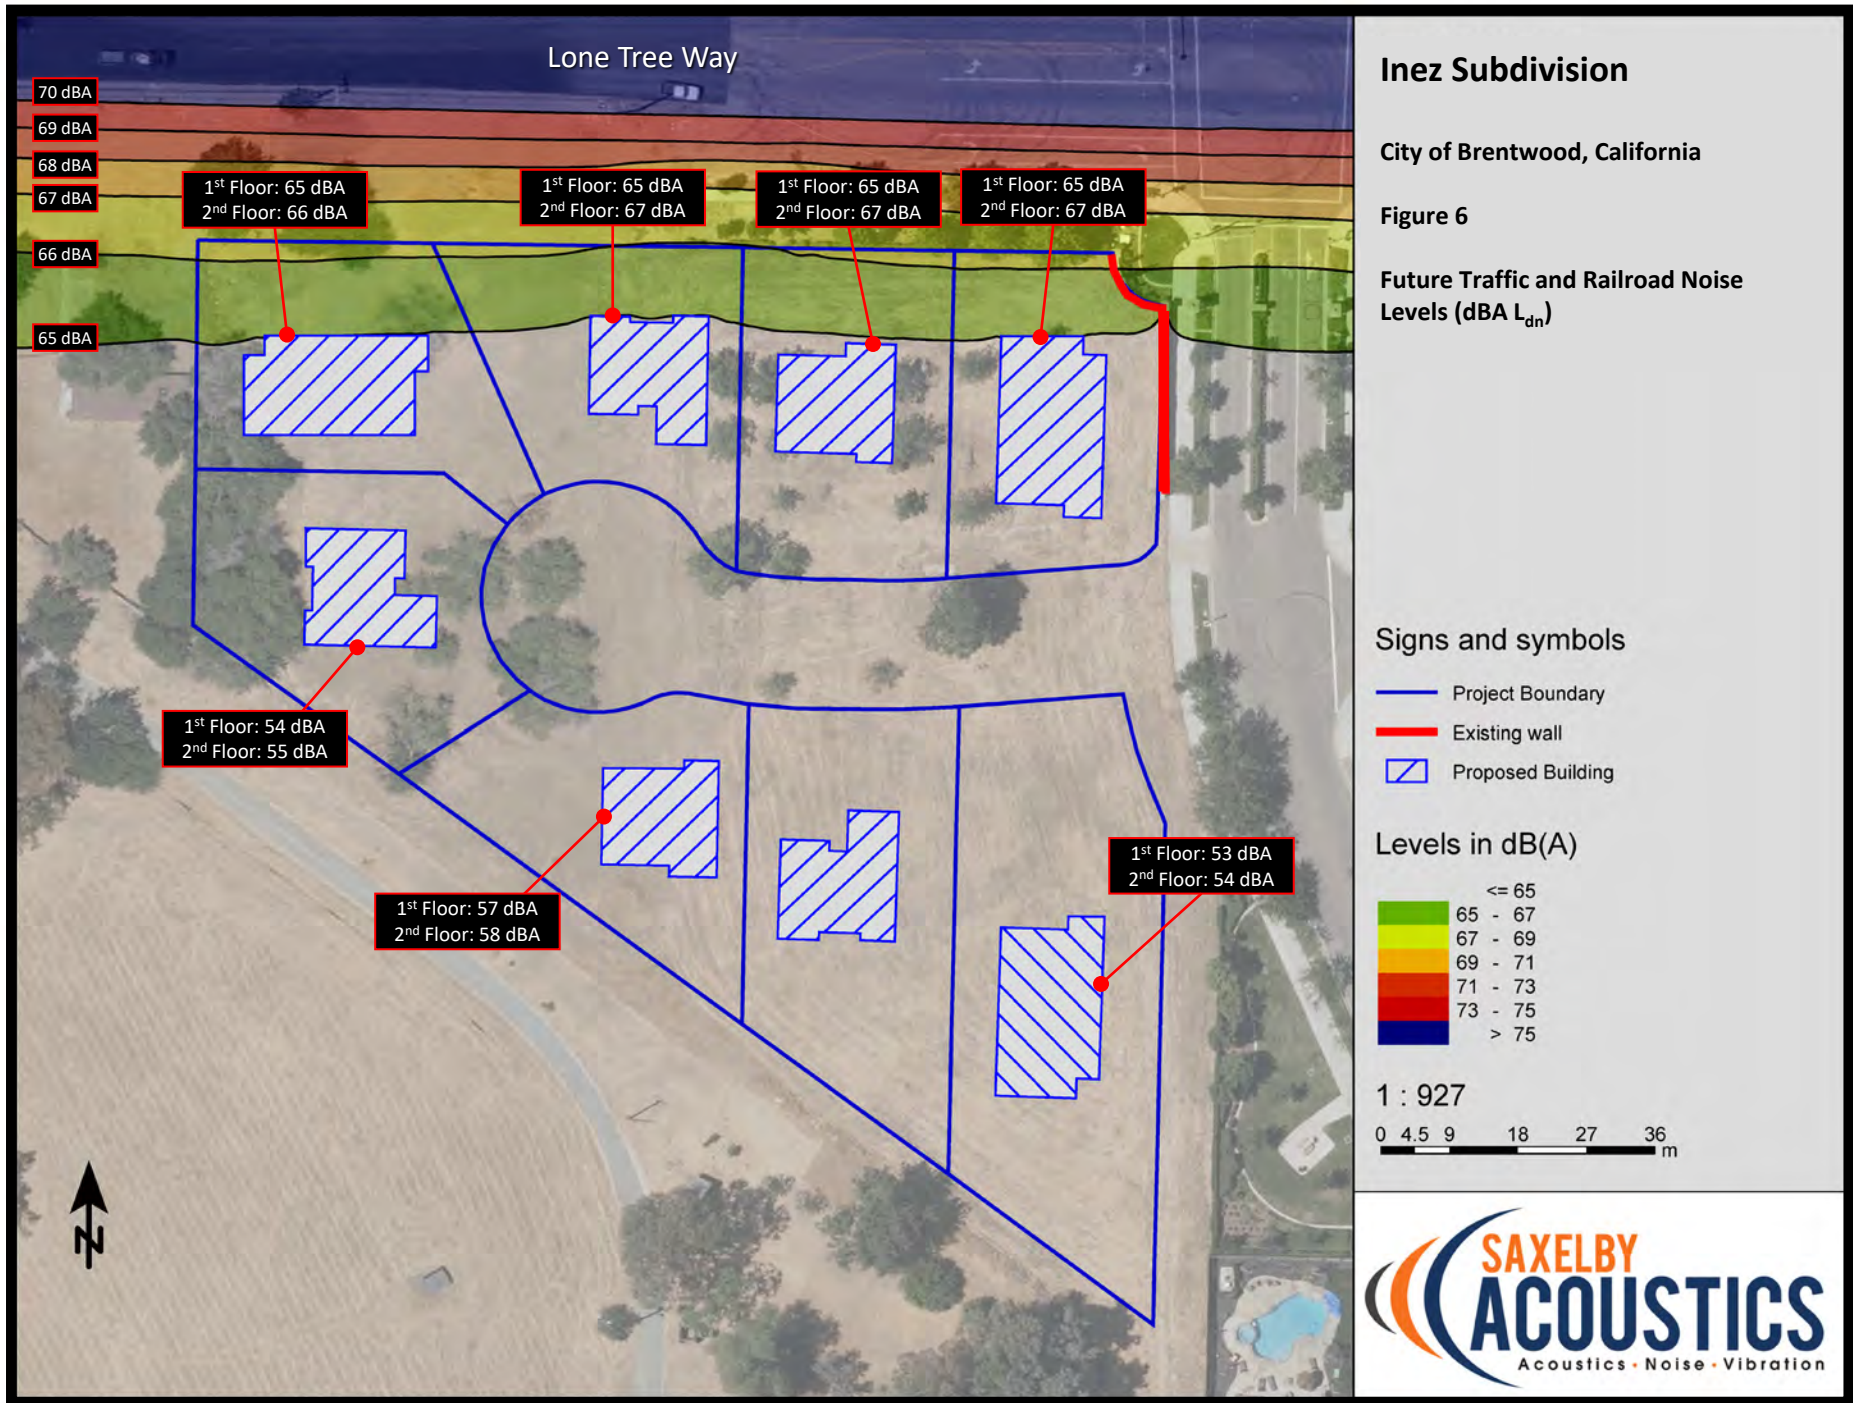 Lone Tree Way
70 dBA
69 dBA
68 dBA
67 dBA
66 dBA
65 dBA
1st Floor: 65 dBA
2nd Floor: 66 dBA
1st Floor: 65 dBA
2nd Floor: 67 dBA
1st Floor: 65 dBA
2nd Floor: 67 dBA
1st Floor: 65 dBA
2nd Floor: 67 dBA
1st Floor: 54 dBA
2nd Floor: 55 dBA
1st Floor: 57 dBA
2nd Floor: 58 dBA
1st Floor: 53 dBA
2nd Floor: 54 dBA
N
Inez Subdivision
City of Brentwood, California
Figure 6
Future Traffic and Railroad Noise
Levels (dBA Ldn)
Signs and symbols
Project Boundary
Existing wall
Proposed Building
Levels in dB(A)
<= 65
65 - 67
67 - 69
69 - 71
71 - 73
73 - 75
> 75
1 : 927
0 4.5 9 18 27 36
m
SAXELBY
ACOUSTICS
Acoustics • Noise • Vibration